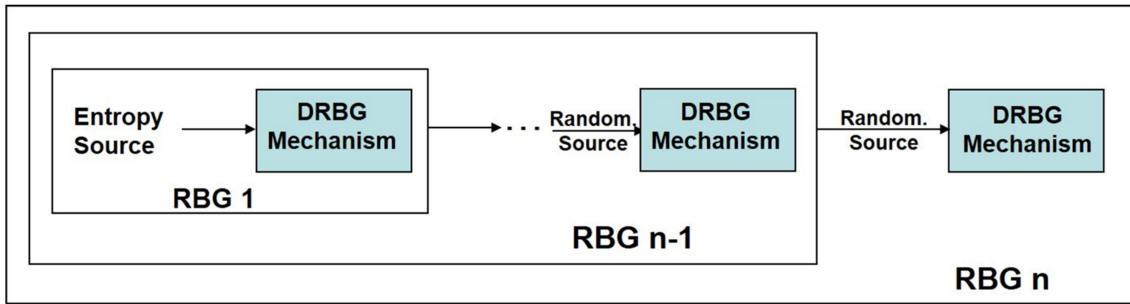 Entropy
Source
DRBG
Mechanism
RBG 1
. . .
Random.
Source
DRBG
Mechanism
RBG n-1
Random.
Source
DRBG
Mechanism
RBG n